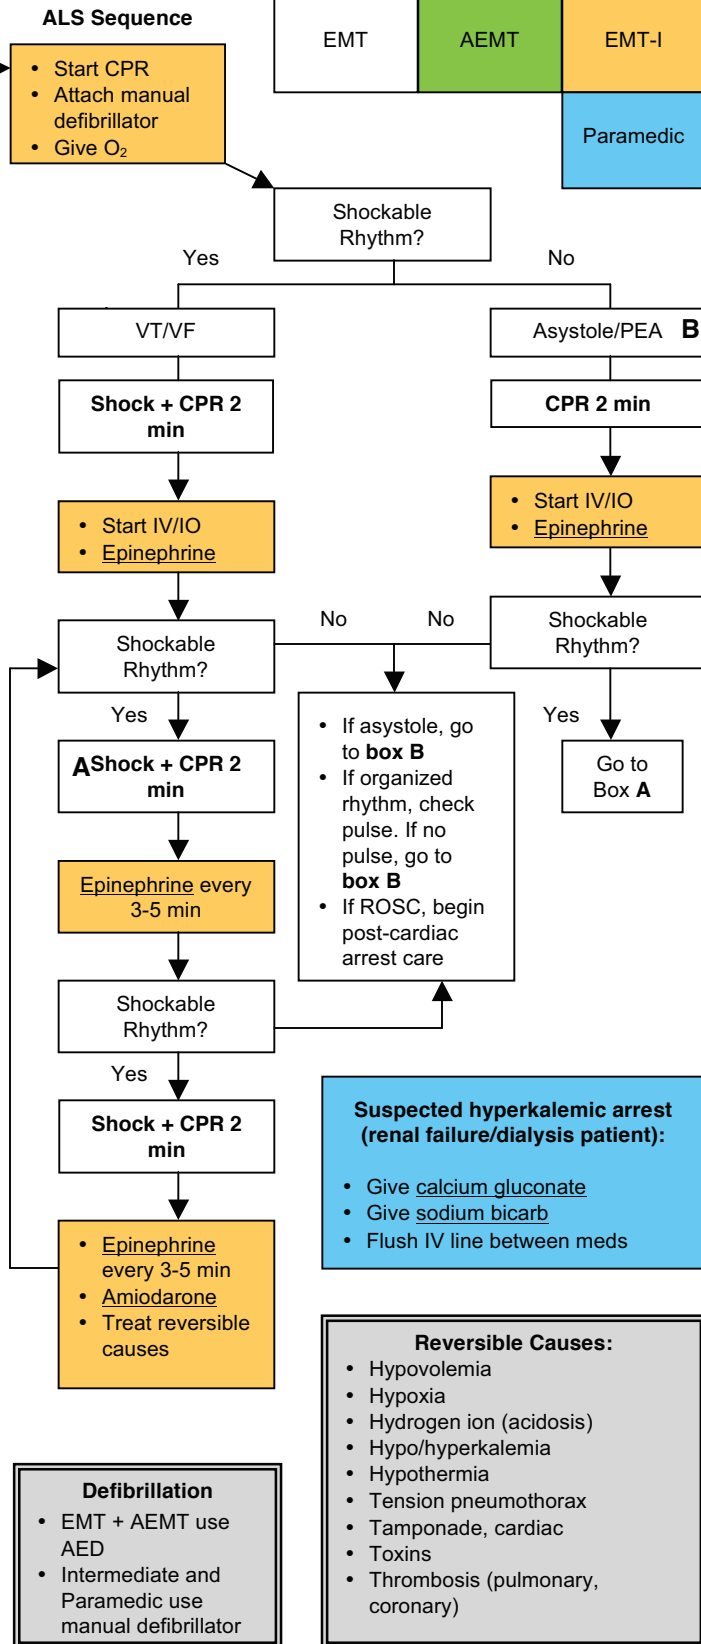 ALS Sequence
EMT
AEMT
EMT-I
Paramedic
• Start CPR
• Attach manual
defibrillator
• Give O₂
Shockable
Rhythm?
Yes
No
VT/VF
Asystole/PEA B
Shock + CPR 2
min
CPR 2 min
• Start IV/IO
• Epinephrine
• Start IV/IO
• Epinephrine
Shockable
Rhythm?
No
No
Shockable
Rhythm?
Yes
Yes
A Shock + CPR 2
min
• If asystole, go
to box B
• If organized
rhythm, check
pulse. If no
pulse, go to
box B
• If ROSC, begin
post-cardiac
arrest care
Go to
Box A
Epinephrine every
3-5 min
Shockable
Rhythm?
Yes
Shock + CPR 2
min
• Epinephrine
every 3-5 min
• Amiodarone
• Treat reversible
causes
Suspected hyperkalemic arrest
(renal failure/dialysis patient):
• Give calcium gluconate
• Give sodium bicarb
• Flush IV line between meds
Reversible Causes:
• Hypovolemia
• Hypoxia
• Hydrogen ion (acidosis)
• Hypo/hyperkalemia
• Hypothermia
• Tension pneumothorax
• Tamponade, cardiac
• Toxins
• Thrombosis (pulmonary,
coronary)
Defibrillation
• EMT + AEMT use
AED
• Intermediate and
Paramedic use
manual defibrillator